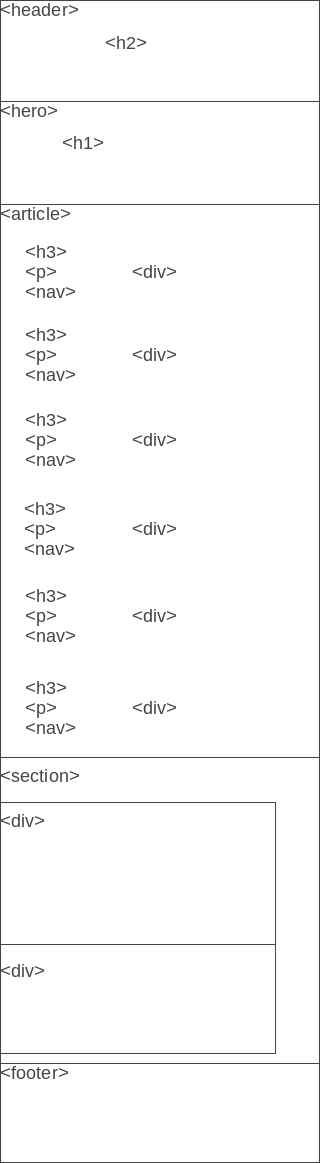 <header>
<h2>
<hero>
<h1>
<article>
<h3>
<p> <div>
<nav>
<h3>
<p> <div>
<nav>
<h3>
<p> <div>
<nav>
<h3>
<p> <div>
<nav>
<h3>
<p> <div>
<nav>
<h3>
<p> <div>
<nav>
<section>
<div>
<div>
<footer>